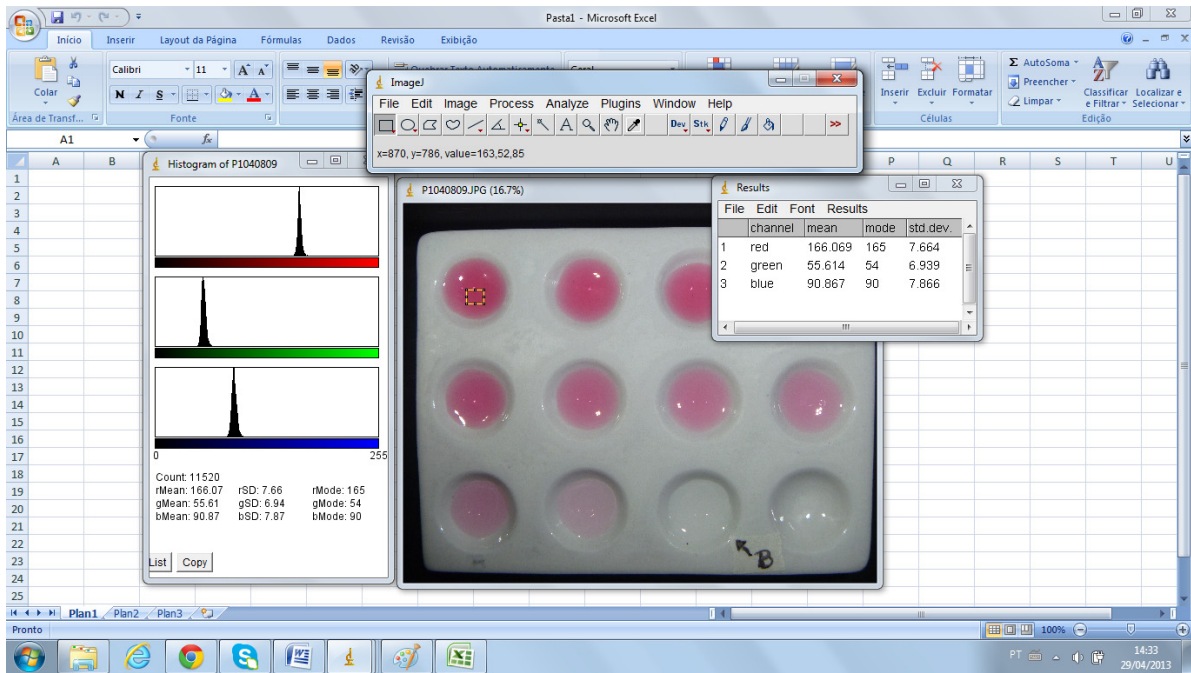 Pasta1 - Microsoft Excel
Início Inserir Layout da Página Fórmulas Dados Revisão Exibição
Colar
Área de Transf...
Calibri 11
N I S
Fonte
Inserir Excluir Formatar
Células
Σ AutoSoma
Preencher
Limpar
Classificar e Filtrar
Localizar e Selecionar
Edição
A1 fx
A B P Q R S T U
1
2
3
4
5
6
7
8
9
10
11
12
13
14
15
16
17
18
19
20
21
22
23
24
25
ImageJ
File Edit Image Process Analyze Plugins Window Help
A Dev Stk >>
x=870, y=786, value=163,52,85
Histogram of P1040809
0 255
Count: 11520
rMean: 166.07 rSD: 7.66 rMode: 165
gMean: 55.61 gSD: 6.94 gMode: 54
bMean: 90.87 bSD: 7.87 bMode: 90
List Copy
P1040809.JPG (16.7%)
B
Results
File Edit Font Results
channel mean mode std.dev.
1 red 166.069 165 7.664
2 green 55.614 54 6.939
3 blue 90.867 90 7.866
Plan1 Plan2 Plan3
Pronto
100%
PT
14:33
29/04/2013